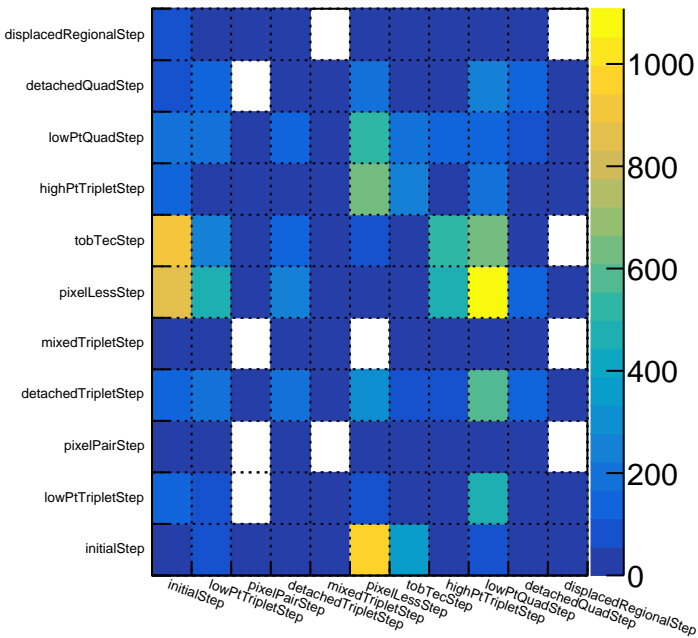 displacedRegionalStep
detachedQuadStep
lowPtQuadStep
highPtTripletStep
tobTecStep
pixelLessStep
mixedTripletStep
detachedTripletStep
pixelPairStep
lowPtTripletStep
initialStep
1000
800
600
400
200
0
initialStep
lowPtTripletStep
pixelPairStep
detachedTripletStep
mixedTripletStep
pixelLessStep
tobTecStep
highPtTripletStep
lowPtQuadStep
detachedQuadStep
displacedRegionalStep